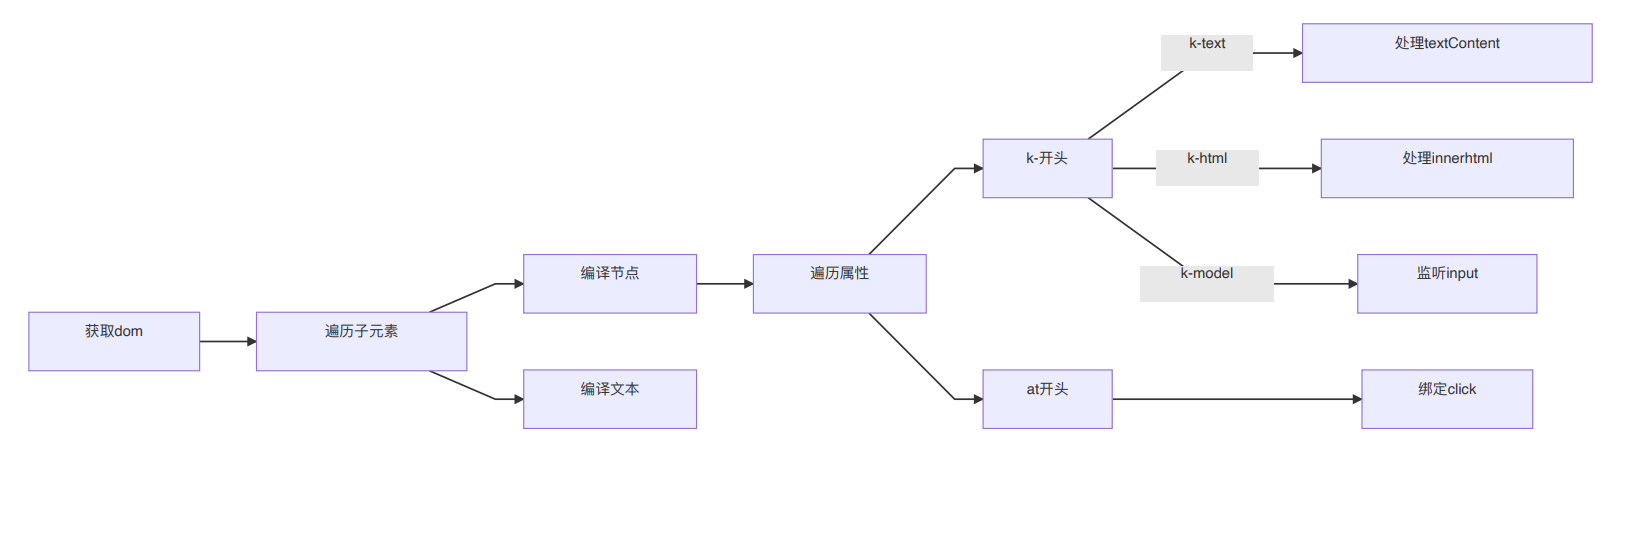 k-text
处理textContent
k-开头
k-html
处理innerhtml
编译节点
遍历属性
k-model
监听input
获取dom
遍历子元素
编译文本
at开头
绑定click